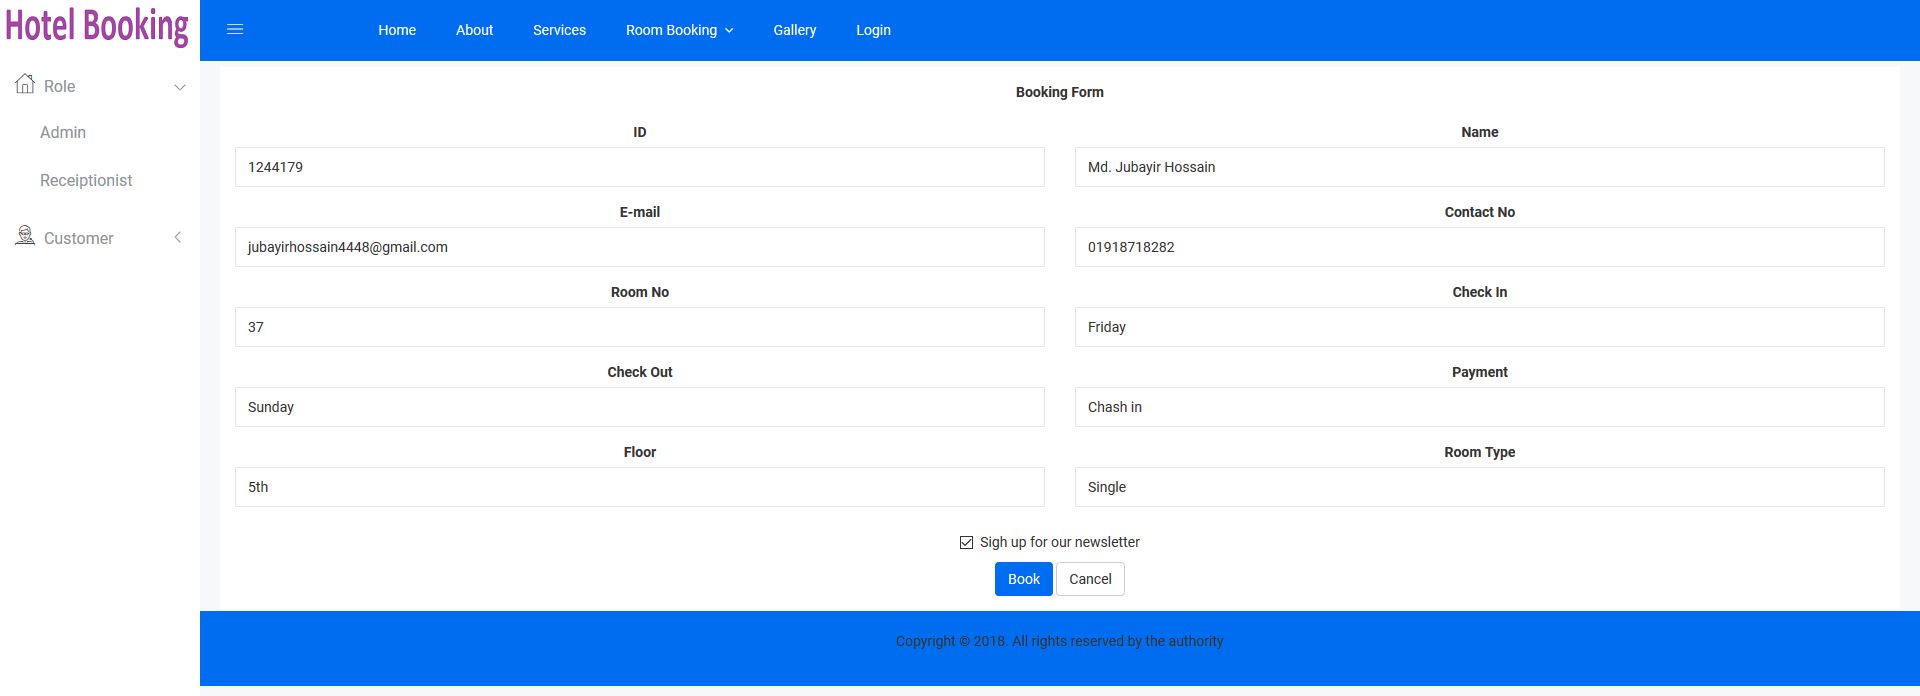 Hotel Booking
Home About Services Room Booking Gallery Login
Role
Admin
Receiptionist
Customer
Booking Form
ID Name
1244179 Md. Jubayir Hossain
E-mail Contact No
jubayirhossain4448@gmail.com 01918718282
Room No Check In
37 Friday
Check Out Payment
Sunday Chash in
Floor Room Type
5th Single
Sigh up for our newsletter
Book Cancel
Copyright © 2018. All rights reserved by the authority